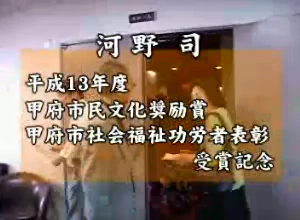 河野 司
平成13年度
甲府市民文化奨励賞
甲府市社会福祉功労者表彰
受賞記念